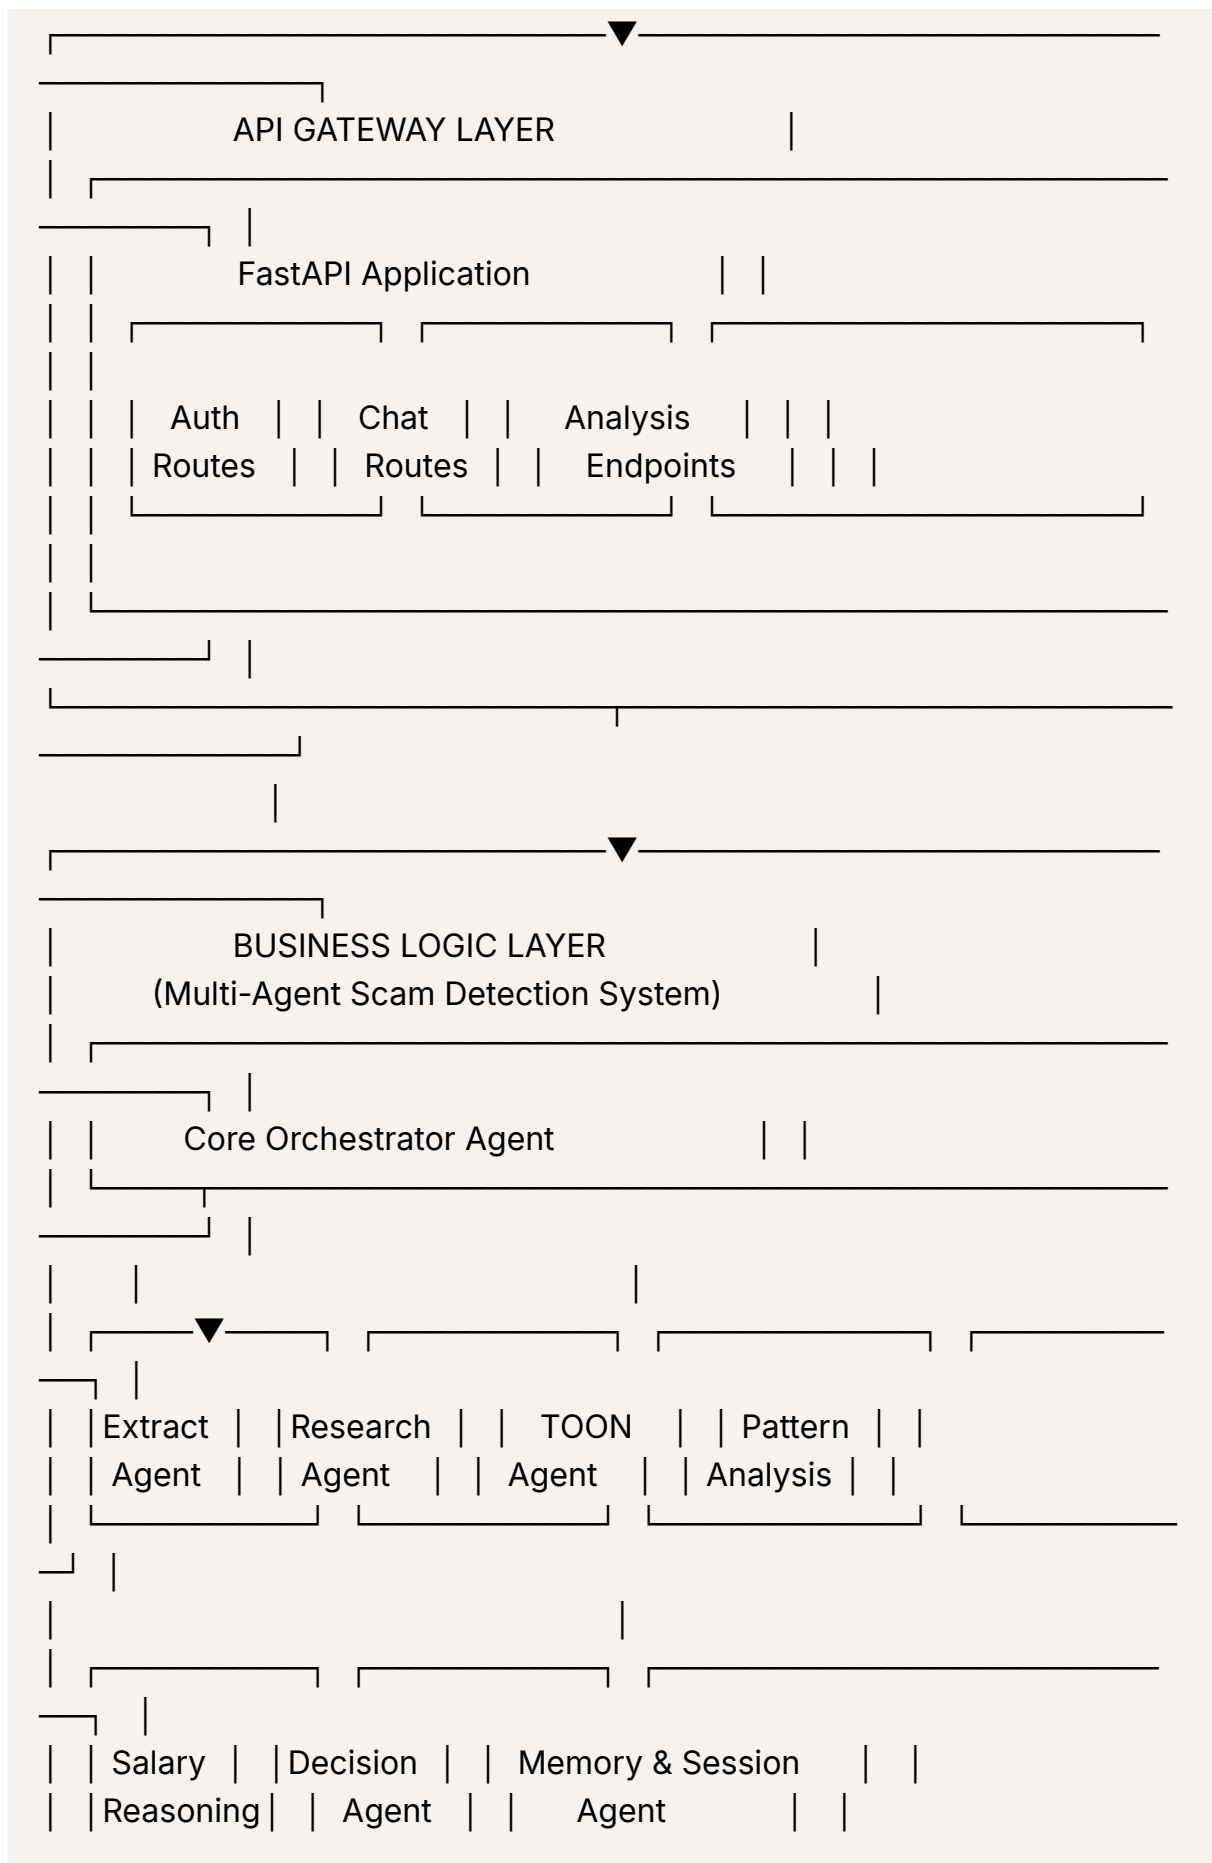 API GATEWAY LAYER
FastAPI Application
Auth Chat Analysis
Routes Routes Endpoints
BUSINESS LOGIC LAYER
(Multi-Agent Scam Detection System)
Core Orchestrator Agent
Extract Research TOON Pattern
Agent Agent Agent Analysis
Salary Decision Memory & Session
Reasoning Agent Agent